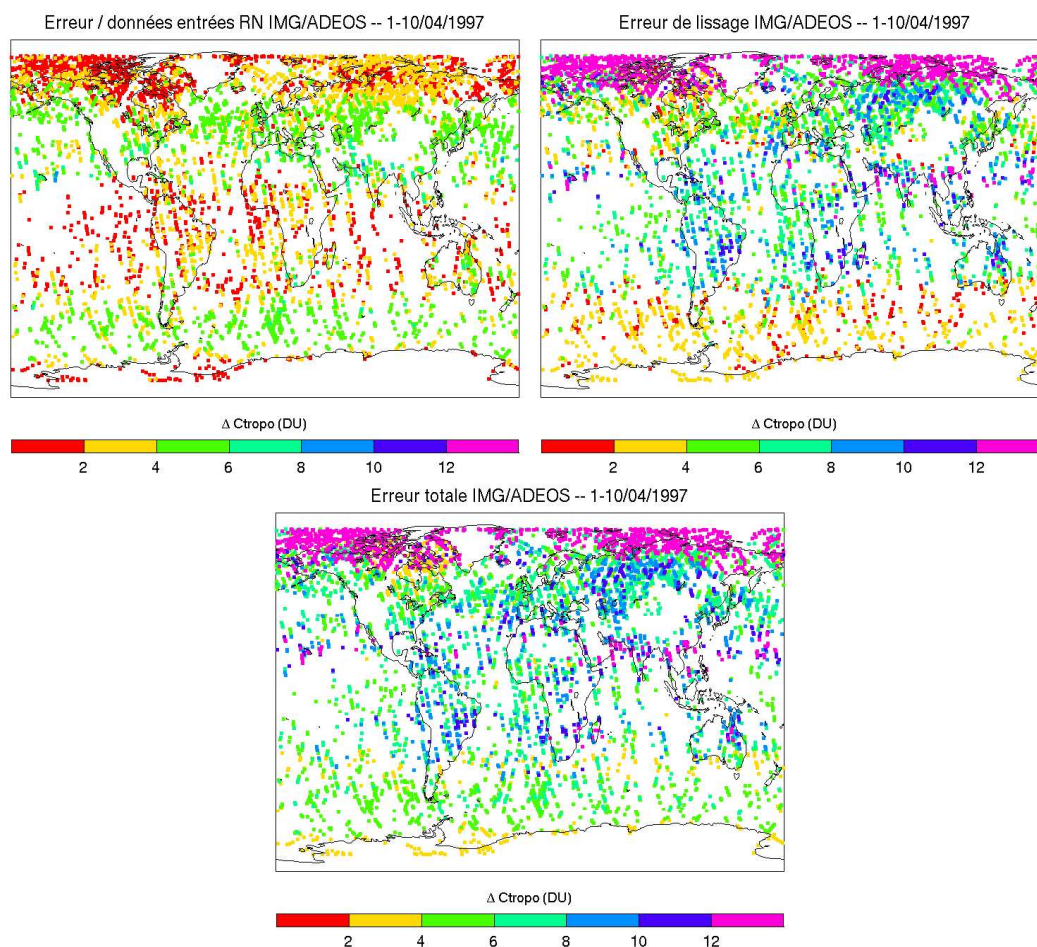 Erreur / données entrées RN IMG/ADEOS -- 1-10/04/1997
Erreur de lissage IMG/ADEOS -- 1-10/04/1997
Δ Ctropo (DU)
2 4 6 8 10 12
Δ Ctropo (DU)
2 4 6 8 10 12
Erreur totale IMG/ADEOS -- 1-10/04/1997
Δ Ctropo (DU)
2 4 6 8 10 12